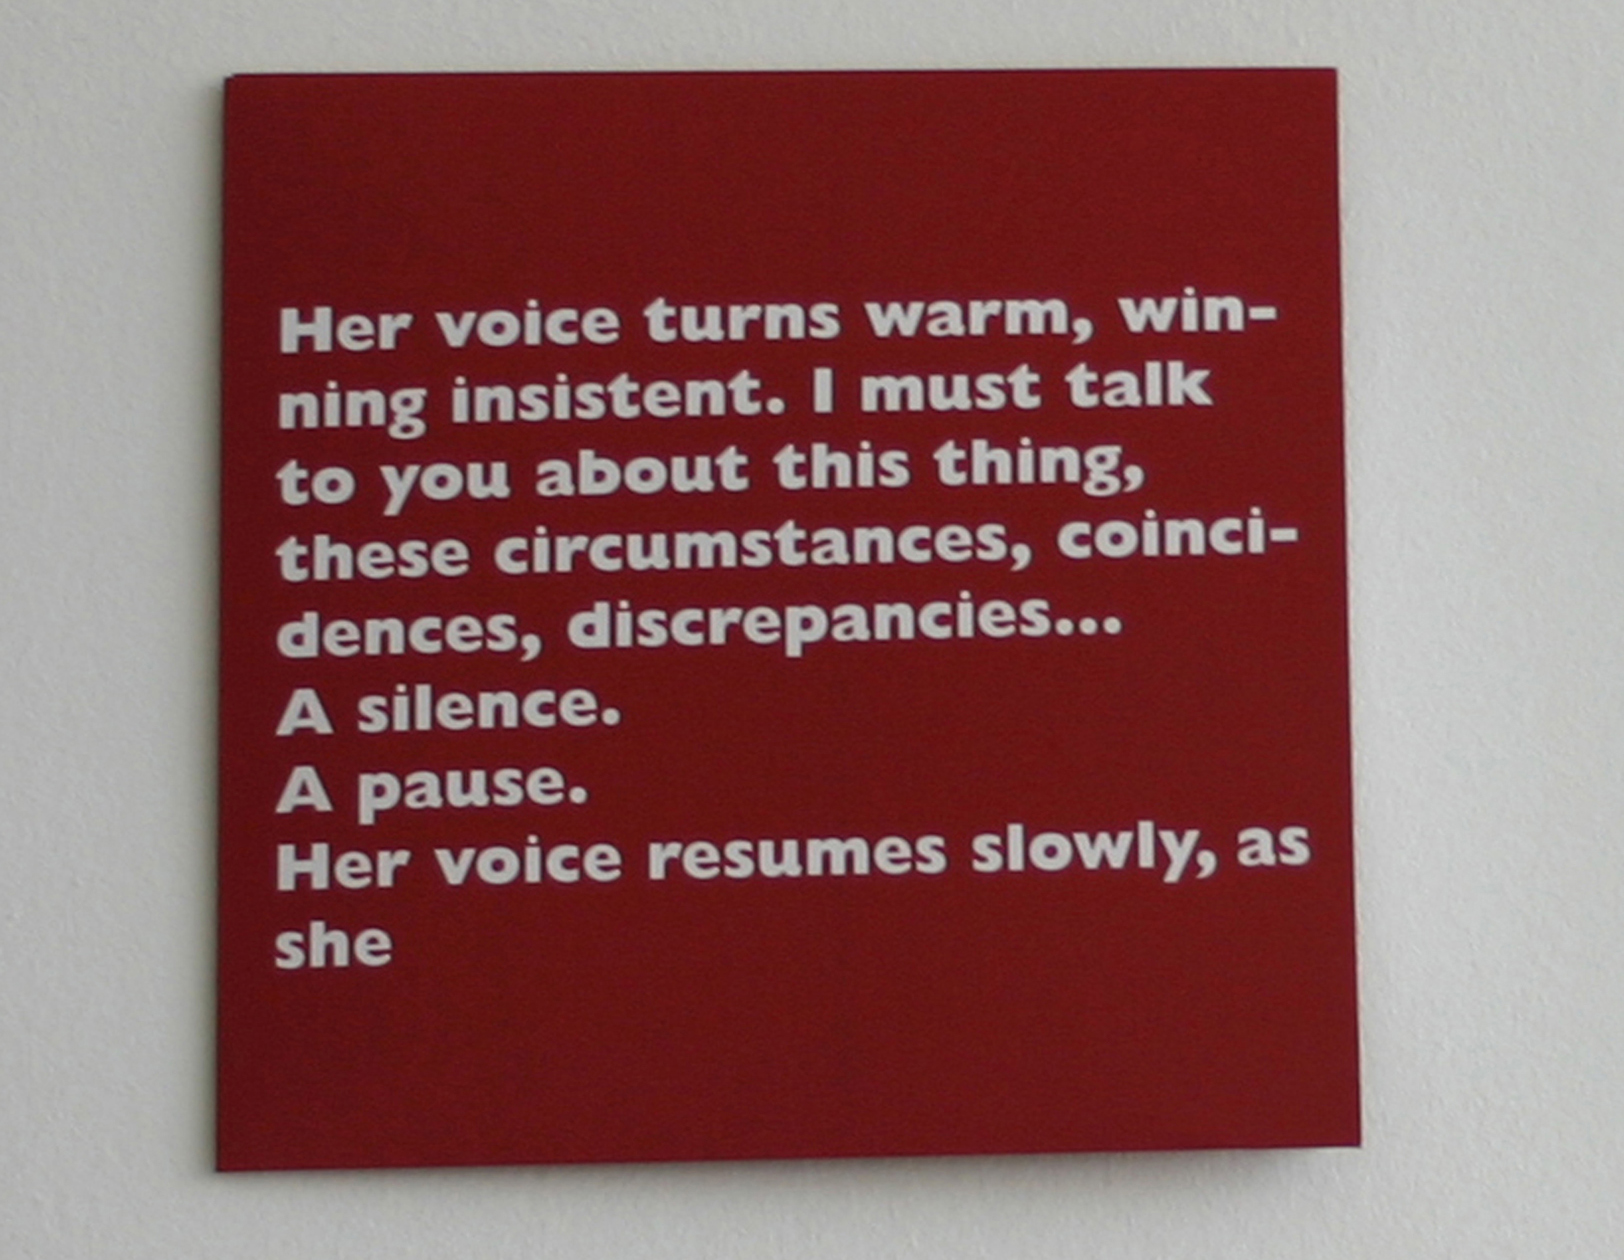 Her voice turns warm, win-
ning insistent. I must talk
to you about this thing,
these circumstances, coinci-
dences, discrepancies...
A silence.
A pause.
Her voice resumes slowly, as
she